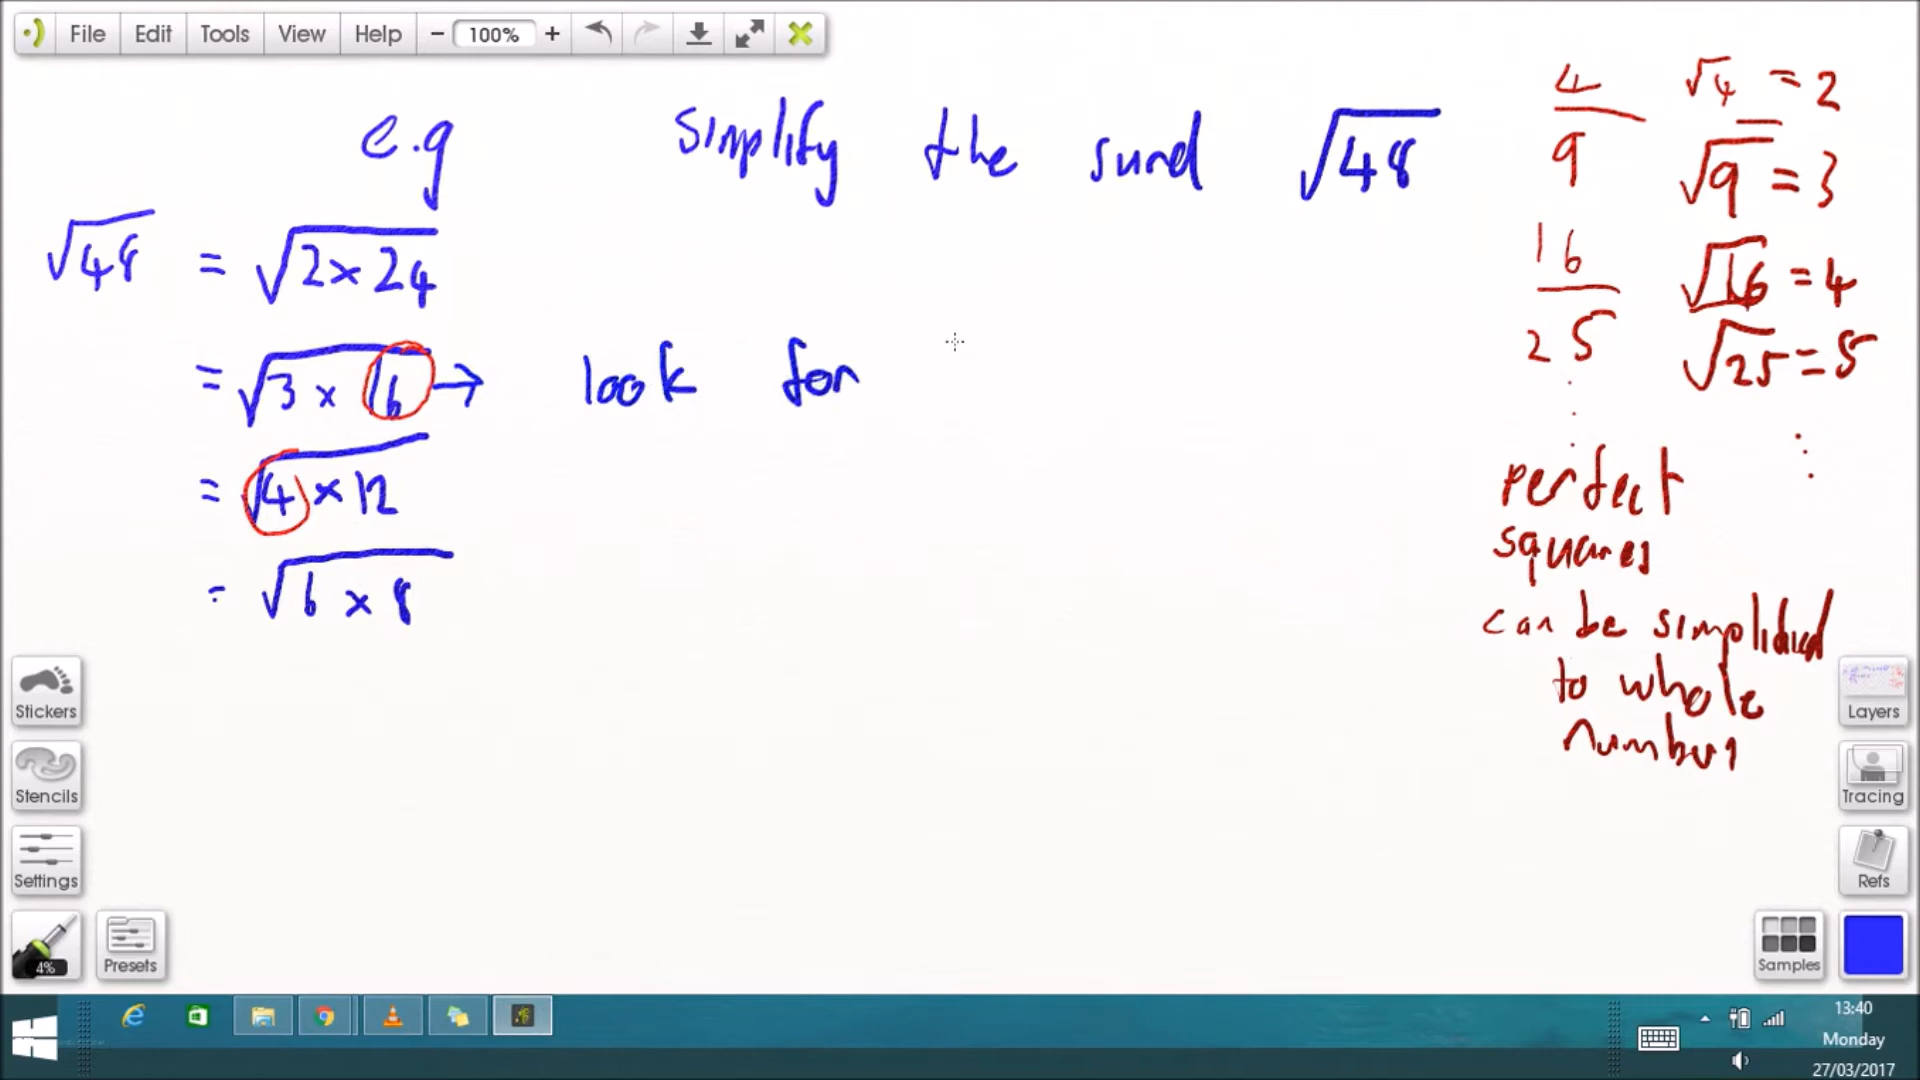 File Edit Tools View Help − 100% +
e.g simplify the surd √48
√48 = √2 × 24
= √3 × 16 → look for
= √4 × 12
= √6 × 8
4 √4 = 2
9 √9 = 3
16 √16 = 4
25 √25 = 5
perfect
squares
can be simplified
to whole
numbers
Stickers
Stencils
Settings
4%
Presets
Layers
Tracing
Refs
Samples
13:40
Monday
27/03/2017